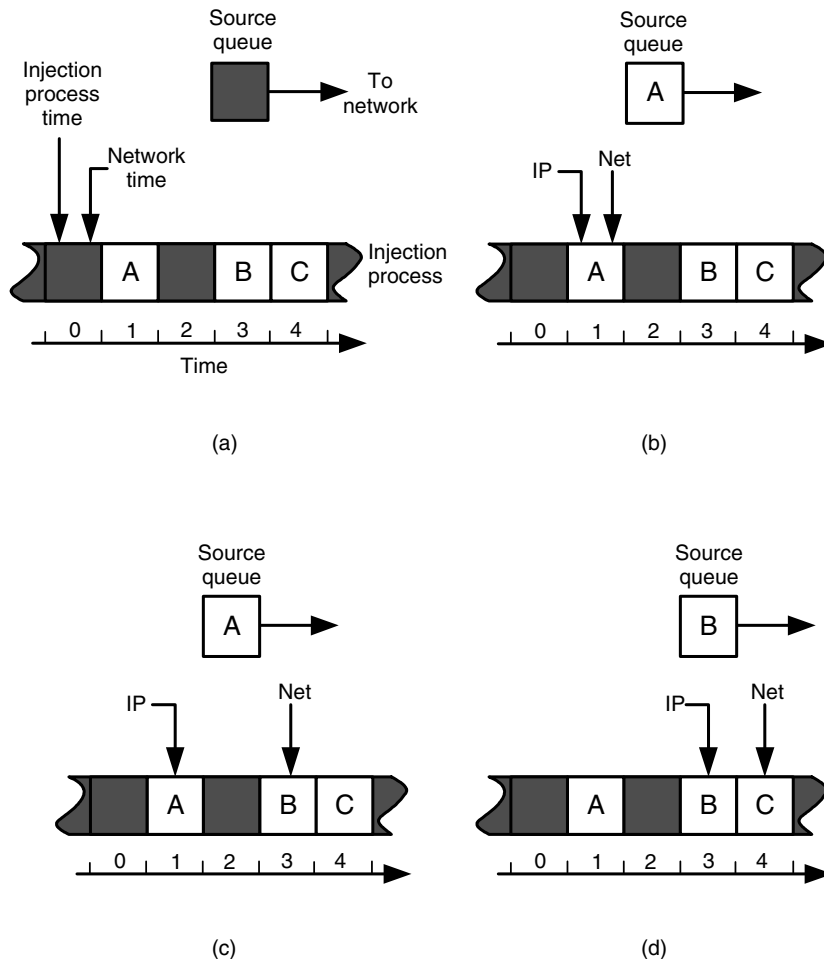 Source
queue
Injection
process
time
To
network
Network
time
A
B
C
Injection
process
0 1 2 3 4
Time
(a)
Source
queue
A
IP
Net
A
B
C
0 1 2 3 4
(b)
Source
queue
A
IP
Net
A
B
C
0 1 2 3 4
(c)
Source
queue
B
IP
Net
A
B
C
0 1 2 3 4
(d)